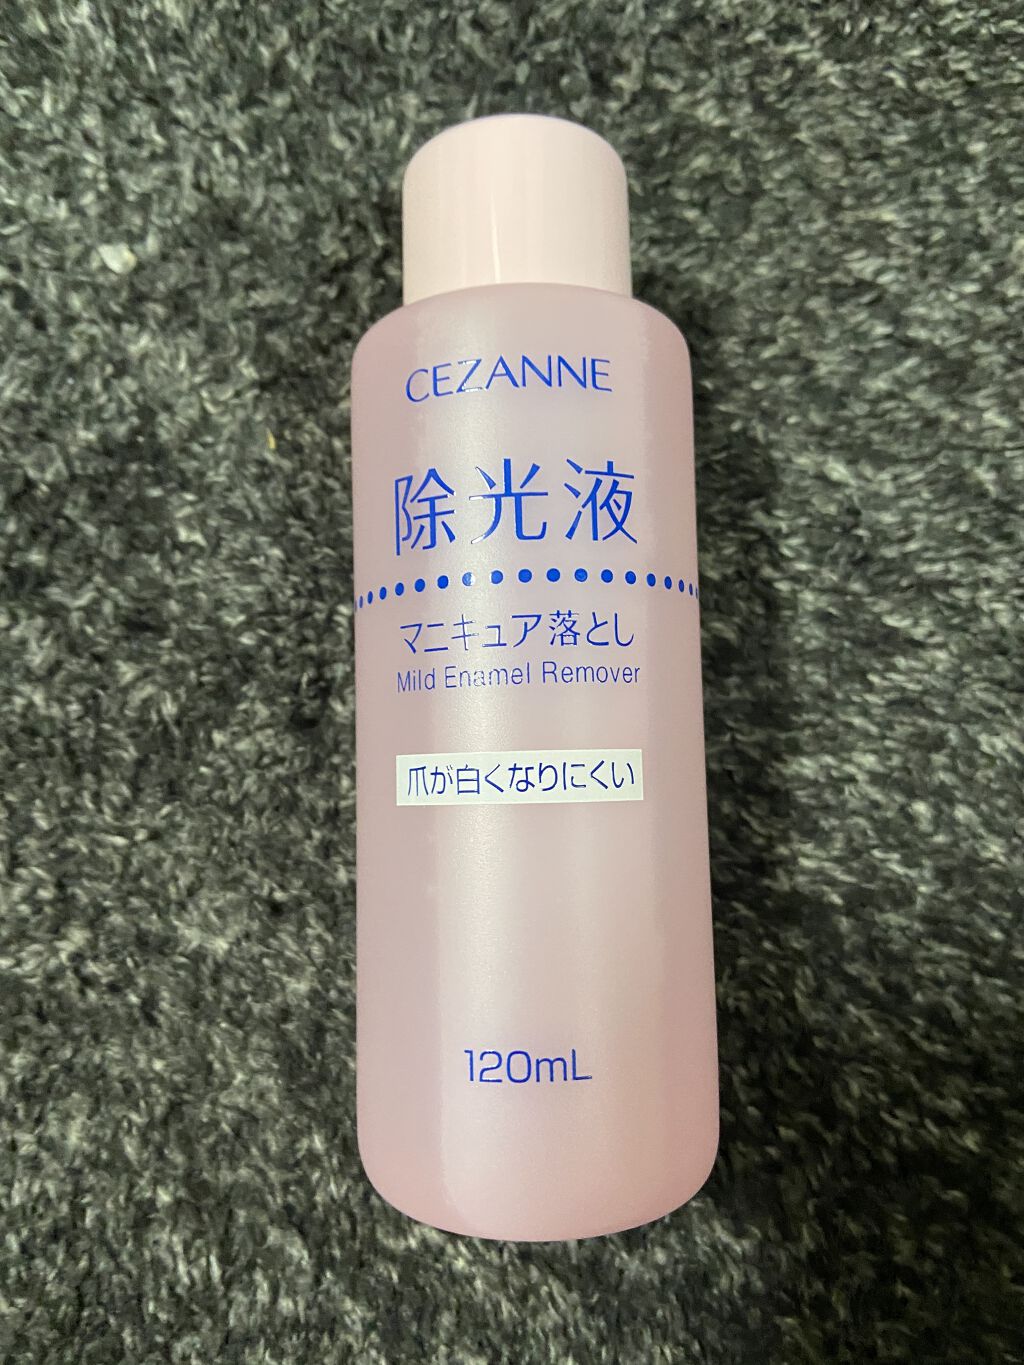 CEZANNE
除光液
マニキュア落とし
Mild Enamel Remover
爪が白くなりにくい
120mL